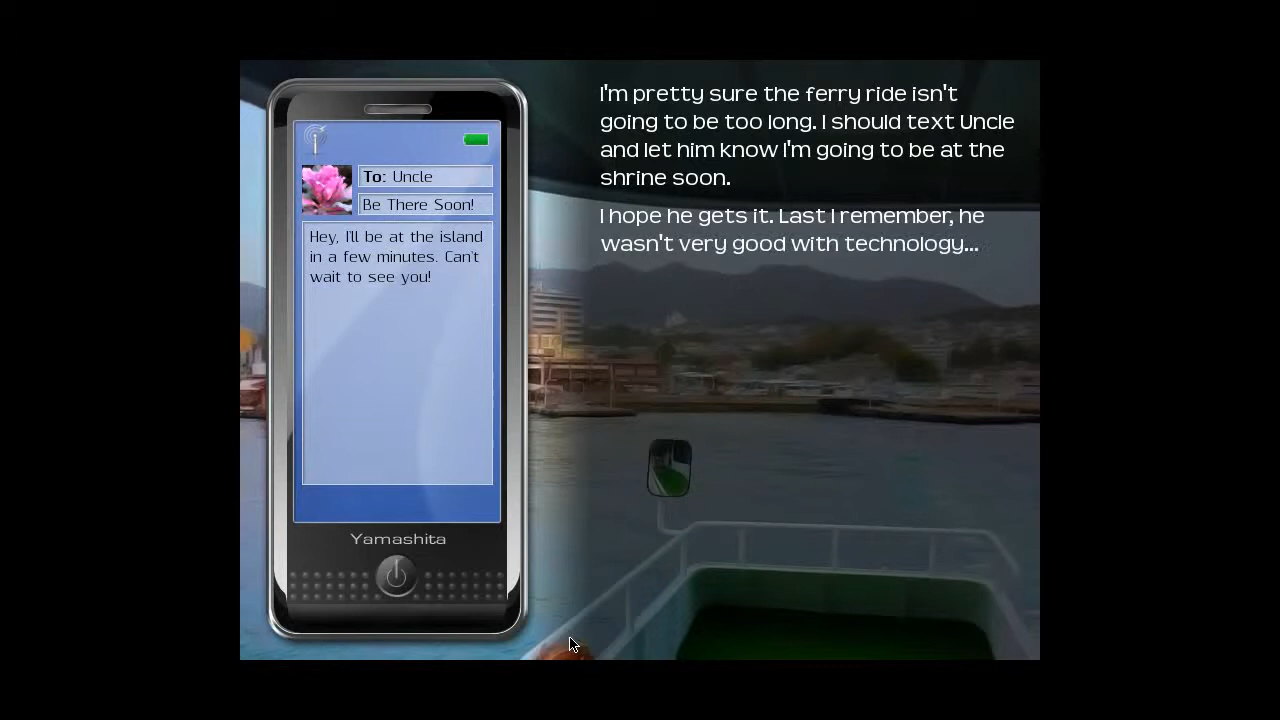 To: Uncle
Be There Soon!
Hey, I'll be at the island
in a few minutes. Can't
wait to see you!
Yamashita
I'm pretty sure the ferry ride isn't
going to be too long. I should text Uncle
and let him know I'm going to be at the
shrine soon.
I hope he gets it. Last I remember, he
wasn't very good with technology...